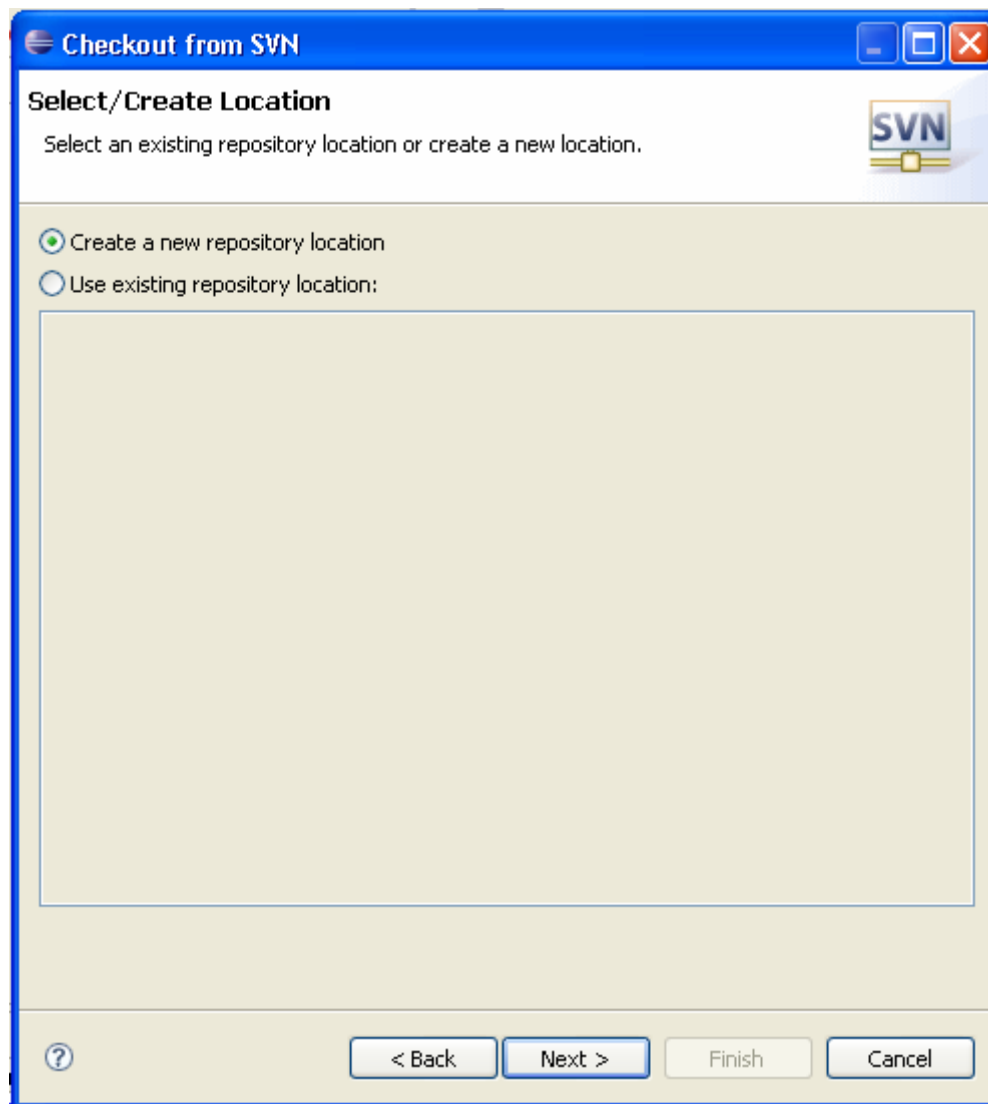 Checkout from SVN
Select/Create Location
Select an existing repository location or create a new location.
SVN
Create a new repository location
Use existing repository location:
? < Back Next > Finish Cancel